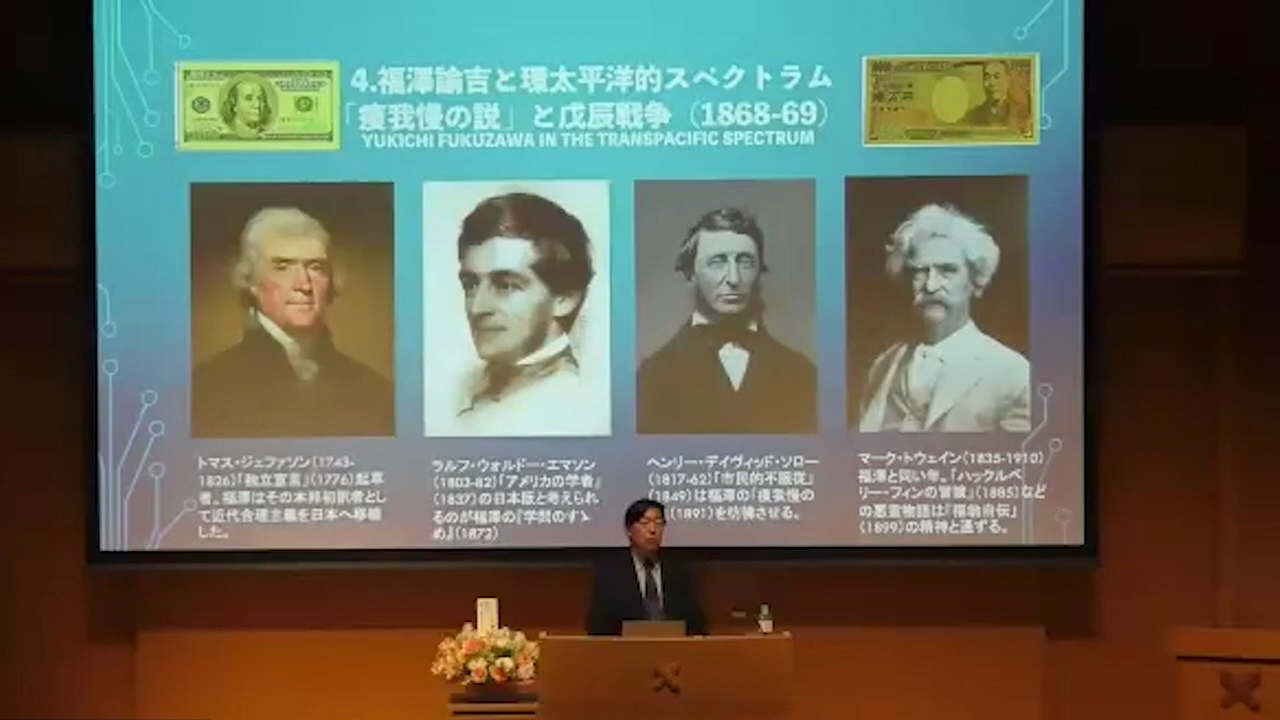 4.福澤諭吉と環太平洋的スペクトラム
「瘦我慢の説」と戊辰戦争（1868-69）
YUKICHI FUKUZAWA IN THE TRANSPACIFIC SPECTRUM
トマス・ジェファソン（1743-
1826）「独立宣言」（1776）起草
者。福澤はその本邦初訳者とし
て近代合理主義を日本へ移植
した。
ラルフ・ウォルドー・エマソン
（1803-82）「アメリカの学者」
（1837）の日本版と考えられ
るのが福澤の『学問のすゝ
め』（1872）
ヘンリー・デイヴィッド・ソロー
（1817-62）「市民的不服従」
（1849）は福澤の「瘦我慢の
（1891）を彷彿させる。
マーク・トウェイン（1835-1910）
福澤と同い年。「ハックルベ
リー・フィンの冒険」（1885）など
の悪童物語は『福翁自伝』
（1899）の精神と通ずる。